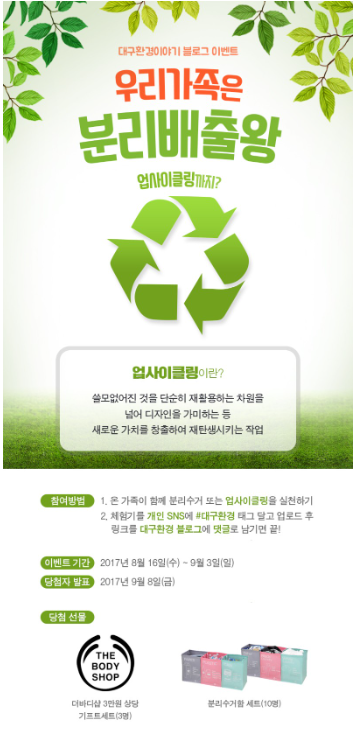 대구환경이야기 블로그 이벤트
우리가족은
분리배출왕
업사이클링까지?
업사이클링이란?
쓸모없어진 것을 단순히 재활용하는 차원을
넘어 디자인을 가미하는 등
새로운 가치를 창출하여 재탄생시키는 작업
참여방법 1. 온 가족이 함께 분리수거 또는 업사이클링을 실천하기
2. 체험기를 개인 SNS에 #대구환경 태그 달고 업로드 후
링크를 대구환경 블로그에 댓글로 남기면 끝!
이벤트 기간 2017년 8월 16일(수) ~ 9월 3일(일)
당첨자 발표 2017년 9월 8일(금)
당첨 선물
THE
BODY
SHOP
더바디샵 3만원 상당
기프트세트(3명)
분리수거함 세트(10명)